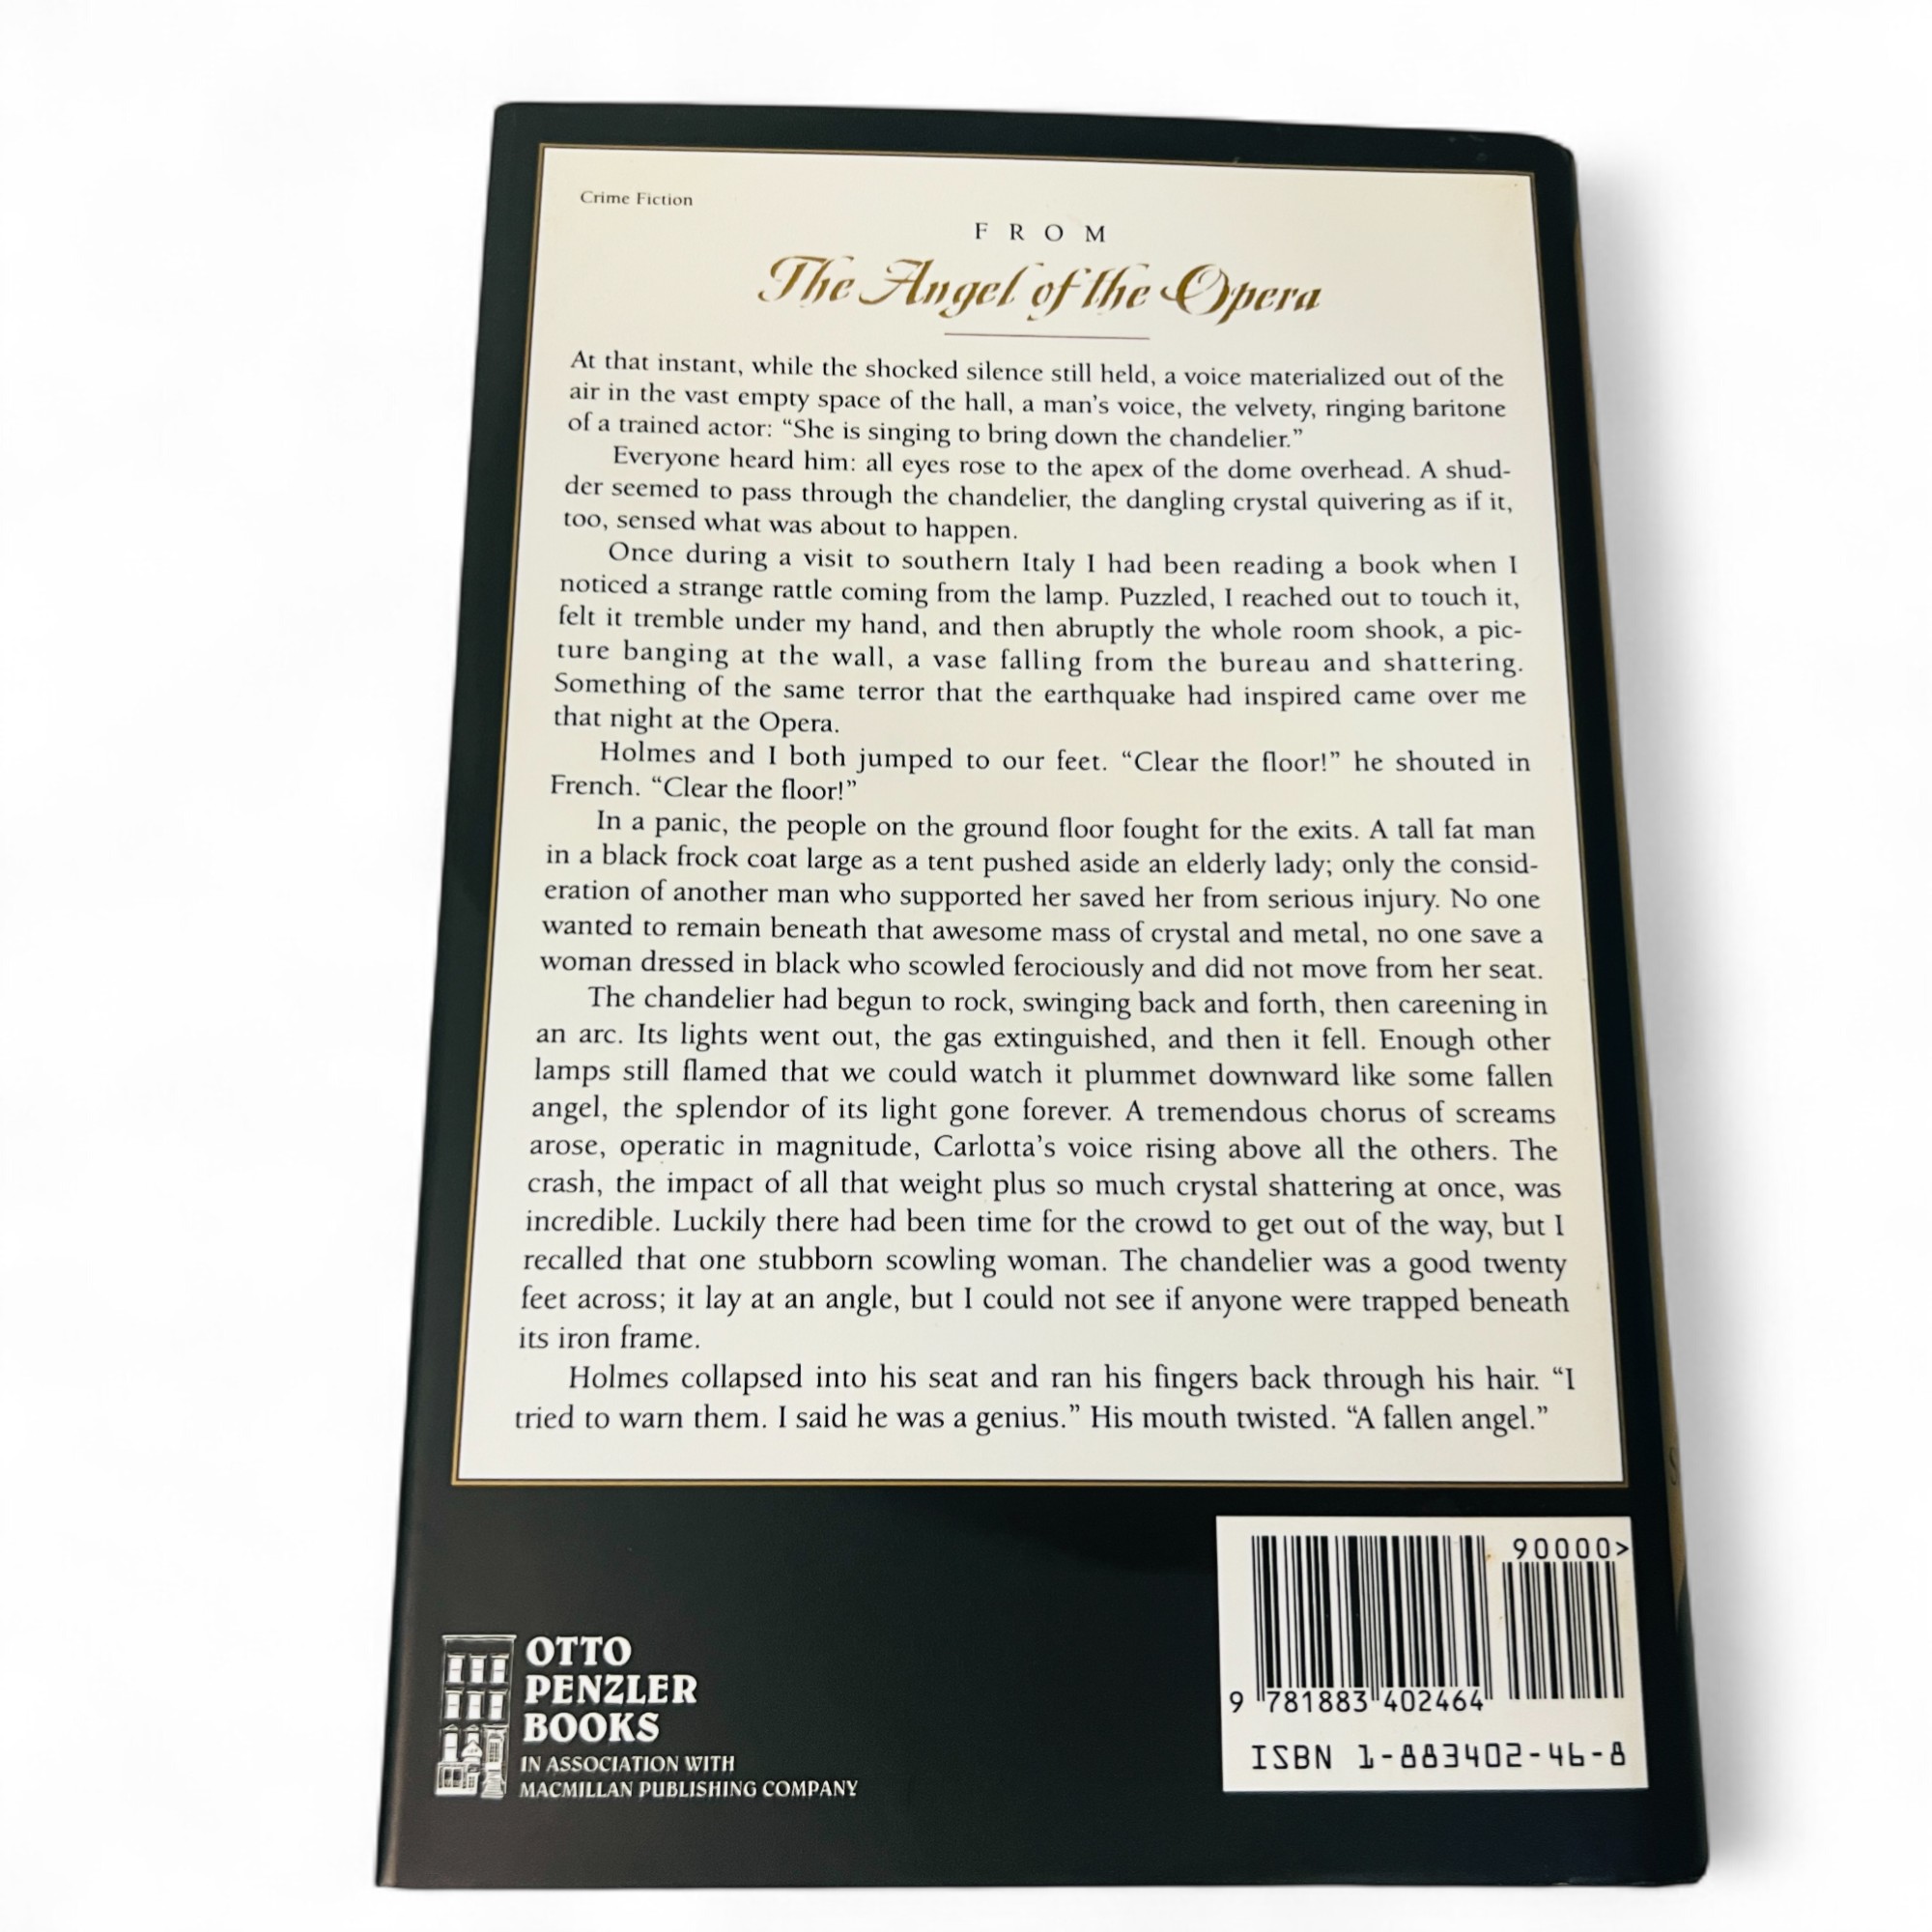 Crime Fiction
FROM
The Angel of the Opera
At that instant, while the shocked silence still held, a voice materialized out of the
air in the vast empty space of the hall, a man's voice, the velvety, ringing baritone
of a trained actor: “She is singing to bring down the chandelier.”
Everyone heard him: all eyes rose to the apex of the dome overhead. A shud-
der seemed to pass through the chandelier, the dangling crystal quivering as if it,
too, sensed what was about to happen.
Once during a visit to southern Italy I had been reading a book when I
noticed a strange rattle coming from the lamp. Puzzled, I reached out to touch it,
felt it tremble under my hand, and then abruptly the whole room shook, a pic-
ture banging at the wall, a vase falling from the bureau and shattering.
Something of the same terror that the earthquake had inspired came over me
that night at the Opera.
Holmes and I both jumped to our feet. “Clear the floor!” he shouted in
French. “Clear the floor!”
In a panic, the people on the ground floor fought for the exits. A tall fat man
in a black frock coat large as a tent pushed aside an elderly lady; only the consid-
eration of another man who supported her saved her from serious injury. No one
wanted to remain beneath that awesome mass of crystal and metal, no one save a
woman dressed in black who scowled ferociously and did not move from her seat.
The chandelier had begun to rock, swinging back and forth, then careening in
an arc. Its lights went out, the gas extinguished, and then it fell. Enough other
lamps still flamed that we could watch it plummet downward like some fallen
angel, the splendor of its light gone forever. A tremendous chorus of screams
arose, operatic in magnitude, Carlotta's voice rising above all the others. The
crash, the impact of all that weight plus so much crystal shattering at once, was
incredible. Luckily there had been time for the crowd to get out of the way, but I
recalled that one stubborn scowling woman. The chandelier was a good twenty
feet across; it lay at an angle, but I could not see if anyone were trapped beneath
its iron frame.
Holmes collapsed into his seat and ran his fingers back through his hair. “I
tried to warn them. I said he was a genius.” His mouth twisted. “A fallen angel.”
OTTO
PENZLER
BOOKS
IN ASSOCIATION WITH
MACMILLAN PUBLISHING COMPANY
90000>
9 781883 402464
ISBN 1-883402-46-8